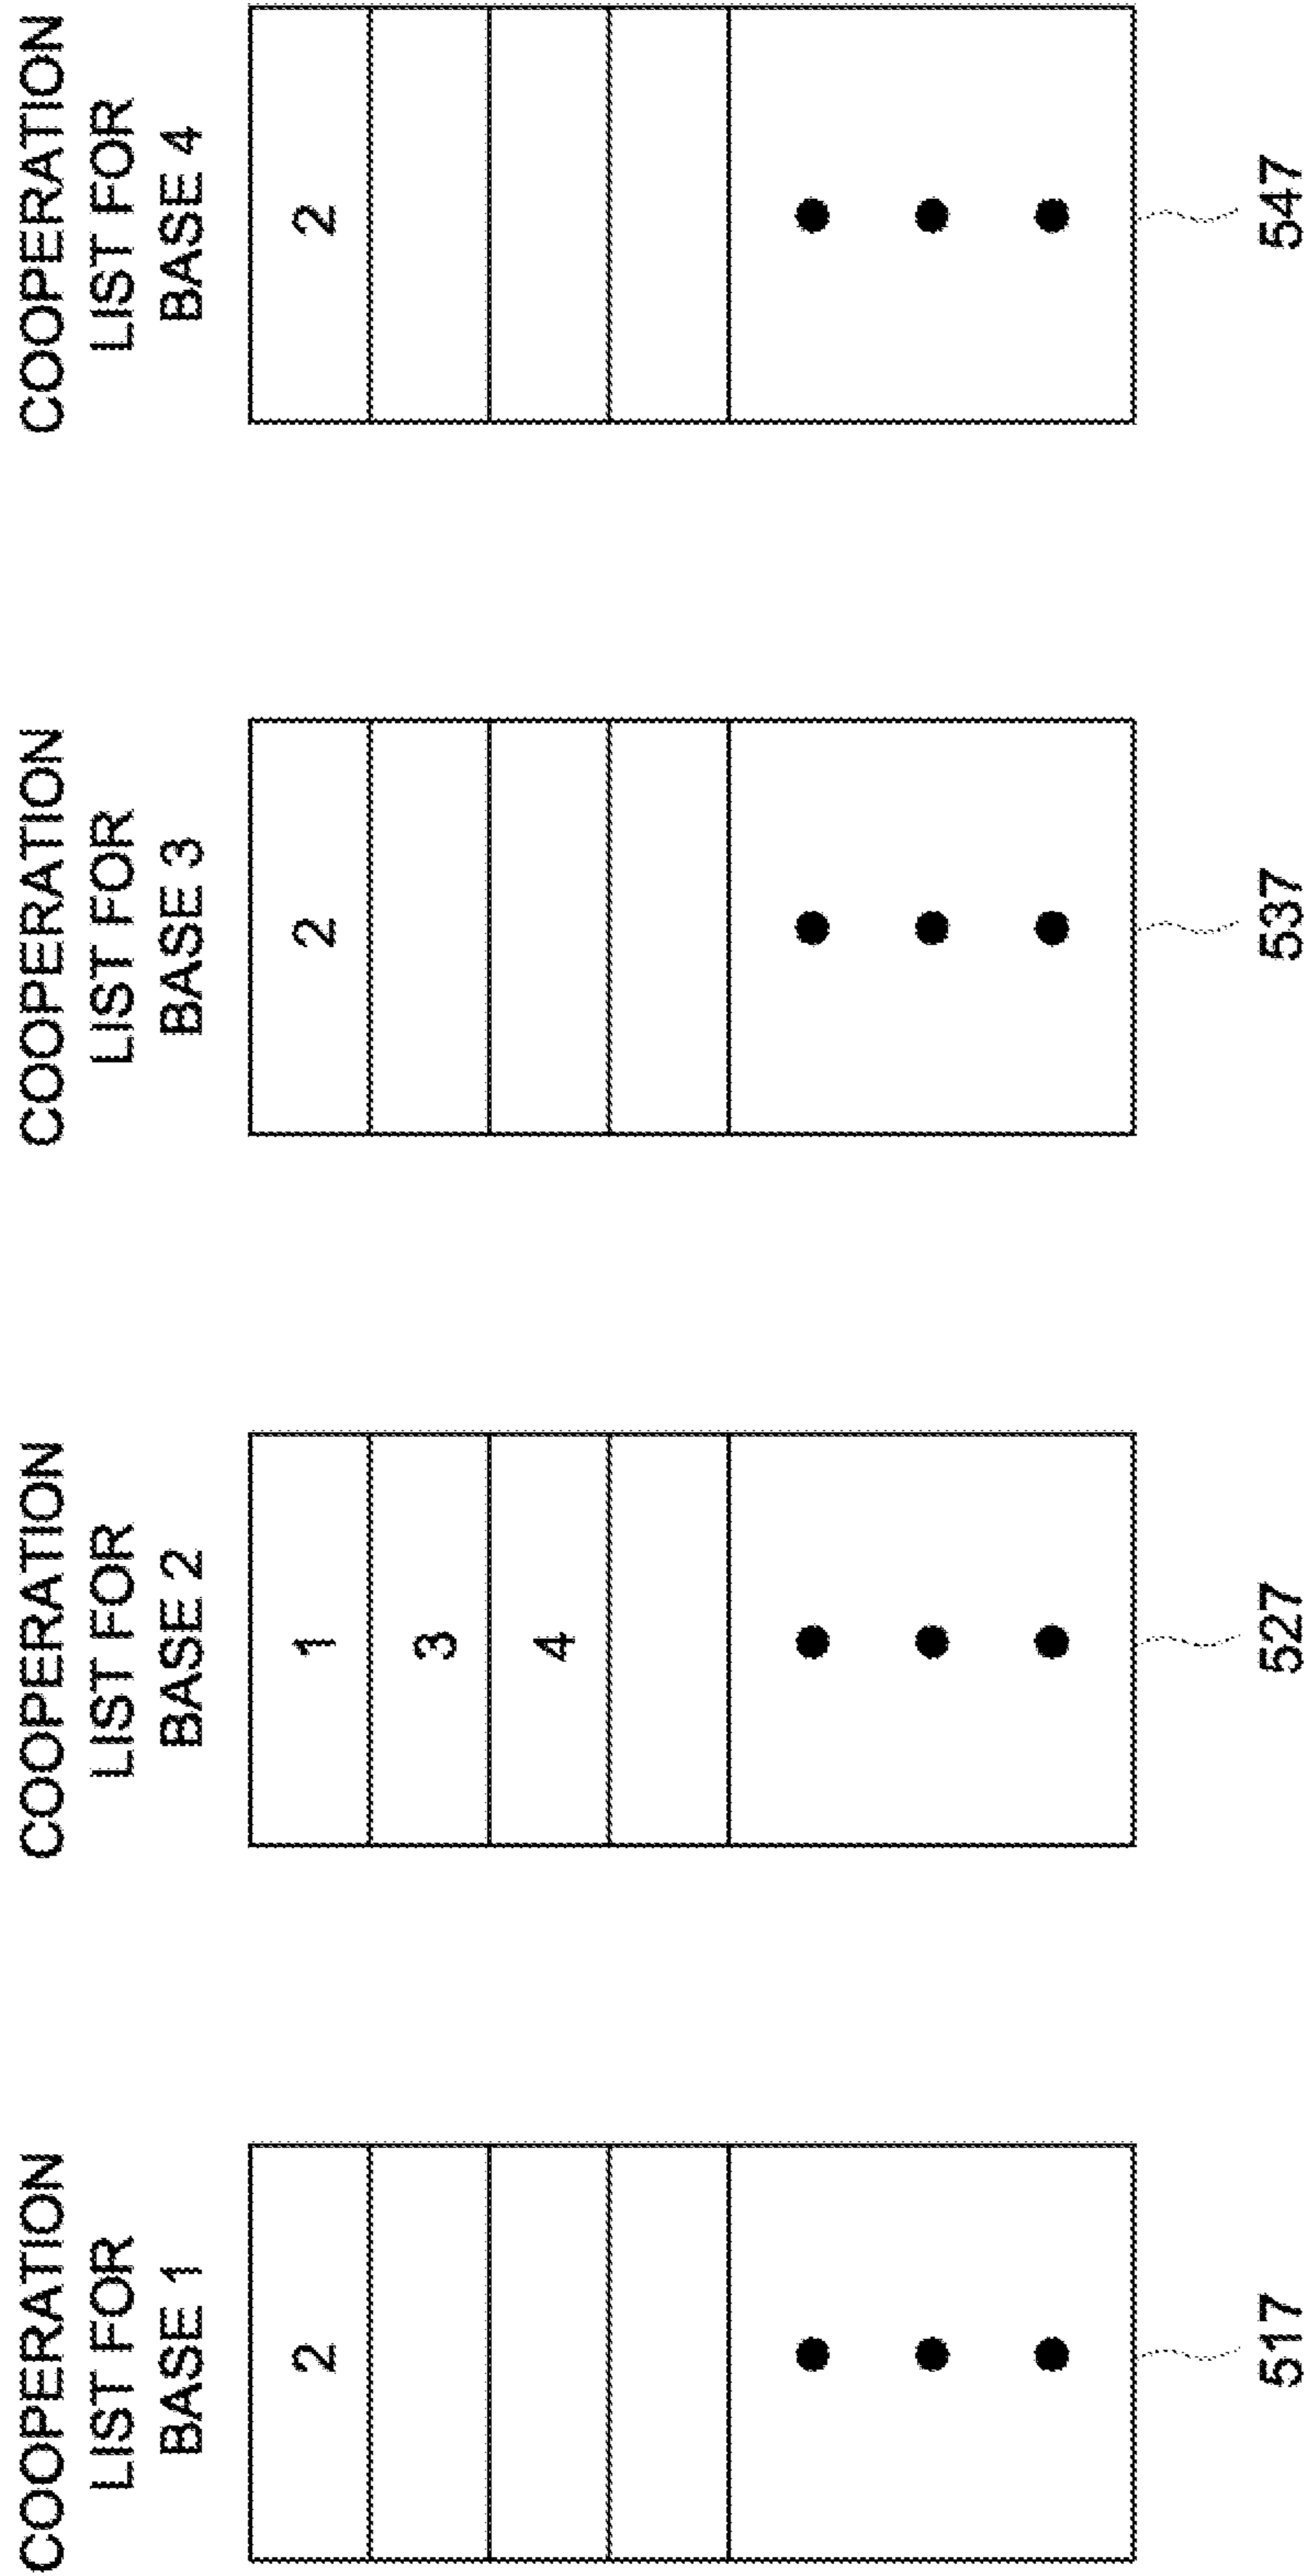 COOPERATION
LIST FOR
BASE 1
2
517
COOPERATION
LIST FOR
BASE 2
1
3
4
527
COOPERATION
LIST FOR
BASE 3
2
537
COOPERATION
LIST FOR
BASE 4
2
547